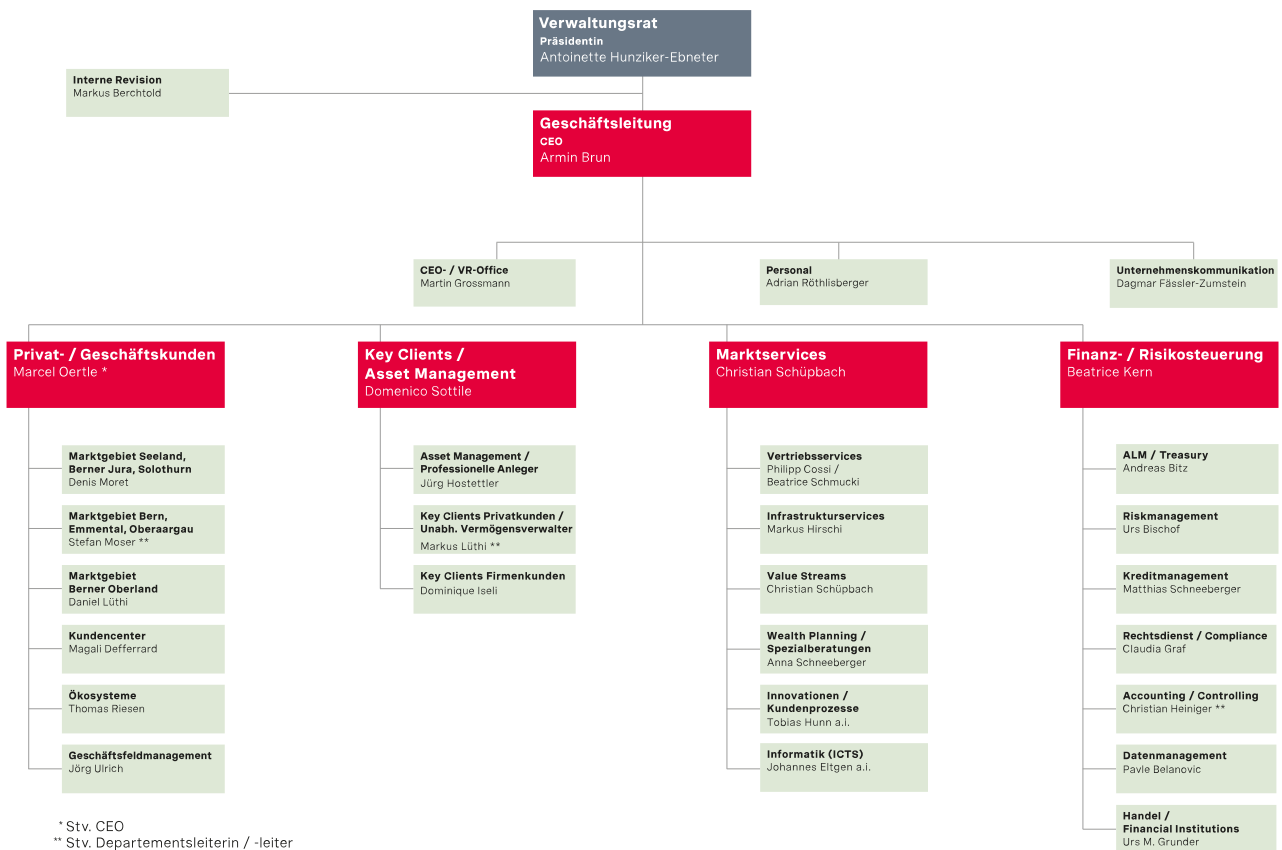 Verwaltungsrat
Präsidentin
Antoinette Hunziker-Ebneter
Interne Revision
Markus Berchtold
Geschäftsleitung
CEO
Armin Brun
CEO- / VR-Office
Martin Grossmann
Personal
Adrian Röthlisberger
Unternehmenskommunikation
Dagmar Fässler-Zumstein
Privat- / Geschäftskunden
Marcel Oertle *
Marktgebiet Seeland,
Berner Jura, Solothurn
Denis Moret
Marktgebiet Bern,
Emmental, Oberaargau
Stefan Moser **
Marktgebiet
Berner Oberland
Daniel Lüthi
Kundencenter
Magali Defferrard
Ökosysteme
Thomas Riesen
Geschäftsfeldmanagement
Jörg Ulrich
Key Clients /
Asset Management
Domenico Sottile
Asset Management /
Professionelle Anleger
Jürg Hostettler
Key Clients Privatkunden /
Unabh. Vermögensverwalter
Markus Lüthi **
Key Clients Firmenkunden
Dominique Iseli
Marktservices
Christian Schüpbach
Vertriebsservices
Philipp Cossi /
Beatrice Schmucki
Infrastrukturservices
Markus Hirschi
Value Streams
Christian Schüpbach
Wealth Planning /
Spezialberatungen
Anna Schneeberger
Innovationen /
Kundenprozesse
Tobias Hunn a.i.
Informatik (ICTS)
Johannes Eltgen a.i.
Finanz- / Risikosteuerung
Beatrice Kern
ALM / Treasury
Andreas Bitz
Riskmanagement
Urs Bischof
Kreditmanagement
Matthias Schneeberger
Rechtsdienst / Compliance
Claudia Graf
Accounting / Controlling
Christian Heiniger **
Datenmanagement
Pavle Belanovic
Handel /
Financial Institutions
Urs M. Grunder
* Stv. CEO
** Stv. Departementsleiterin / -leiter